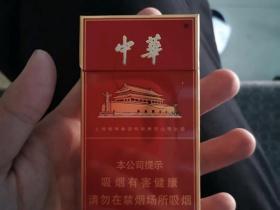 中華
本公司提示
吸烟有害健康
请勿在禁烟场所吸烟